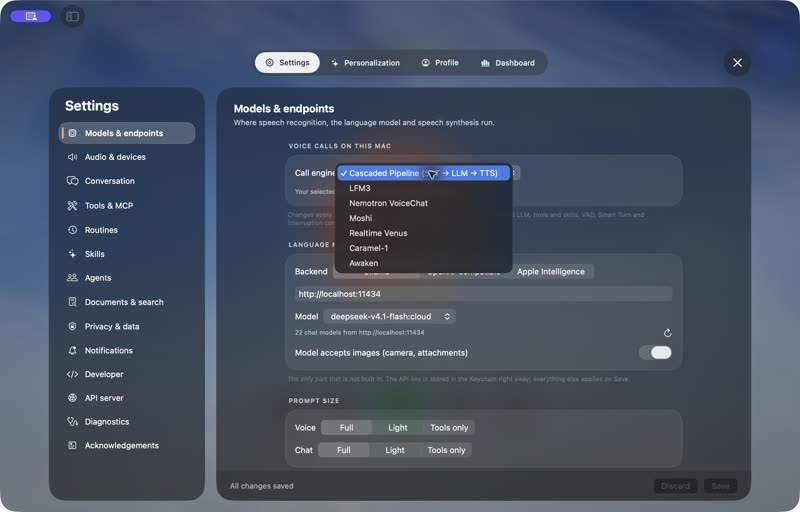 Settings
Personalization
Profile
Dashboard
Settings
Models & endpoints
Audio & devices
Conversation
Tools & MCP
Routines
Skills
Agents
Documents & search
Privacy & data
Notifications
Developer
API server
Diagnostics
Acknowledgements
Models & endpoints
Where speech recognition, the language model and speech synthesis run.
VOICE CALLS ON THIS MAC
Call engine
Cascaded Pipeline → LLM → TTS)
LFM3
Nemotron VoiceChat
Moshi
Realtime Venus
Caramel-1
Awaken
Your selected
Changes apply LLM, tools and skills, VAD, Smart Turn and
LANGUAGE
Backend Apple Intelligence
http://localhost:11434
Model deepseek-v4.1-flash:cloud
22 chat models from http://localhost:11434
Model accepts images (camera, attachments)
The only part that is not built in. The API key is stored in the Keychain right away; everything else applies on Save.
PROMPT SIZE
Voice Full Light Tools only
Chat Full Light Tools only
All changes saved
Discard Save